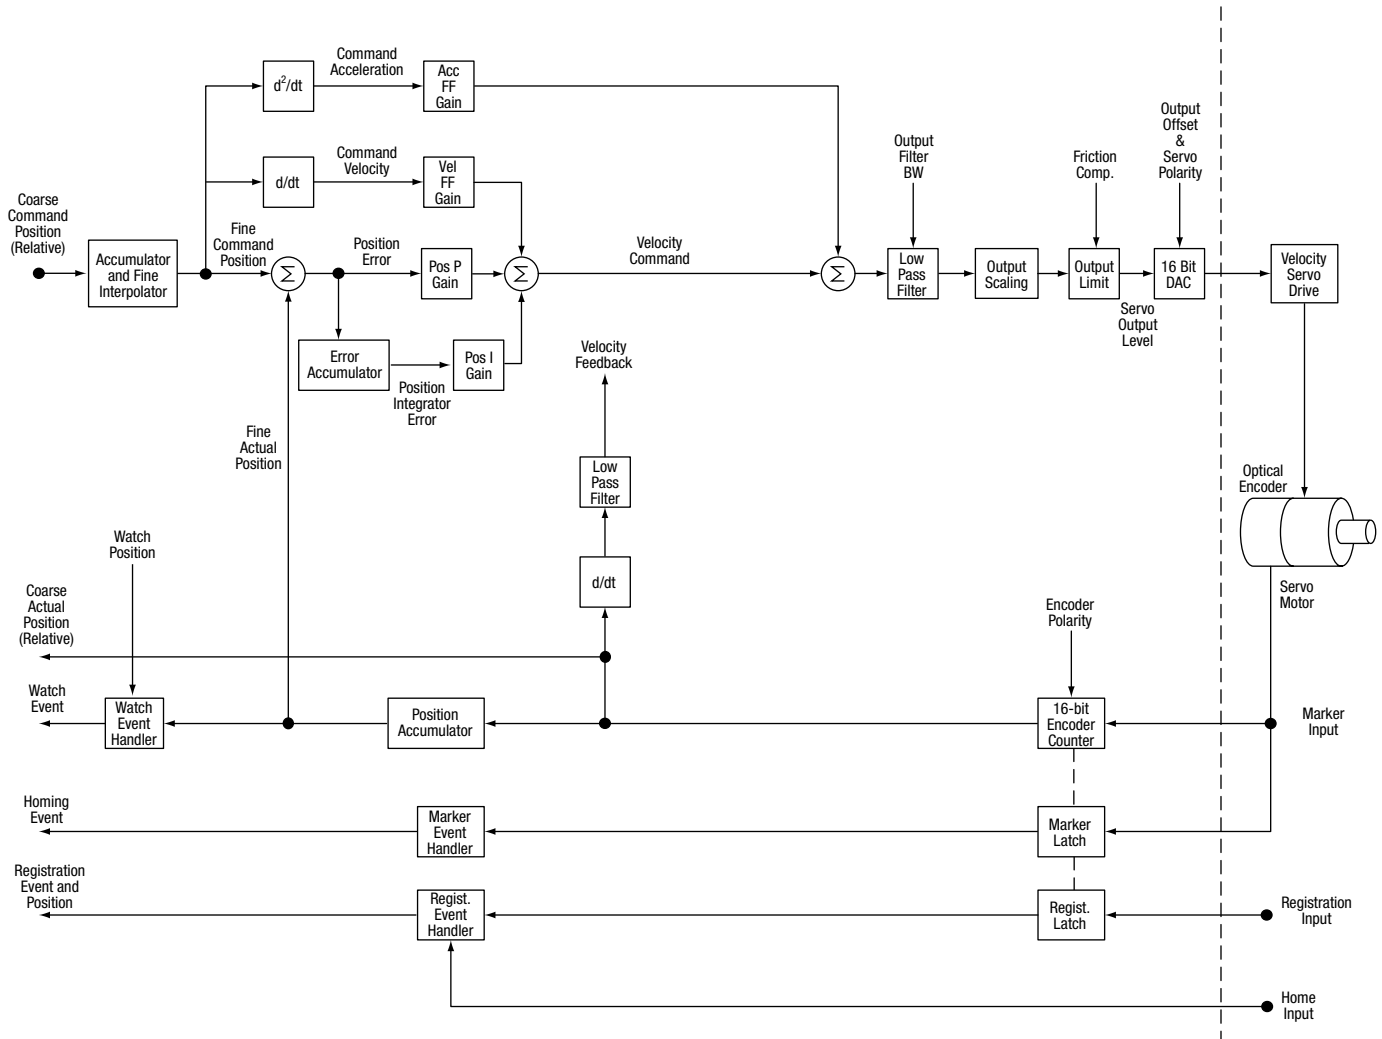 Command
Acceleration
d²/dt
Acc
FF
Gain
Command
Velocity
d/dt
Vel
FF
Gain
Output
Filter
BW
Friction
Comp.
Output
Offset
&
Servo
Polarity
Coarse
Command
Position
(Relative)
Accumulator
and Fine
Interpolator
Fine
Command
Position
Σ
Position
Error
Pos P
Gain
Σ
Velocity
Command
Σ
Low
Pass
Filter
Output
Scaling
Output
Limit
Servo
Output
Level
16 Bit
DAC
Velocity
Servo
Drive
Error
Accumulator
Position
Integrator
Error
Pos I
Gain
Velocity
Feedback
Fine
Actual
Position
Low
Pass
Filter
d/dt
Optical
Encoder
Servo
Motor
Watch
Position
Coarse
Actual
Position
(Relative)
Encoder
Polarity
Watch
Event
Watch
Event
Handler
Position
Accumulator
16-bit
Encoder
Counter
Marker
Input
Homing
Event
Marker
Event
Handler
Marker
Latch
Registration
Event and
Position
Regist.
Event
Handler
Regist.
Latch
Registration
Input
Home
Input